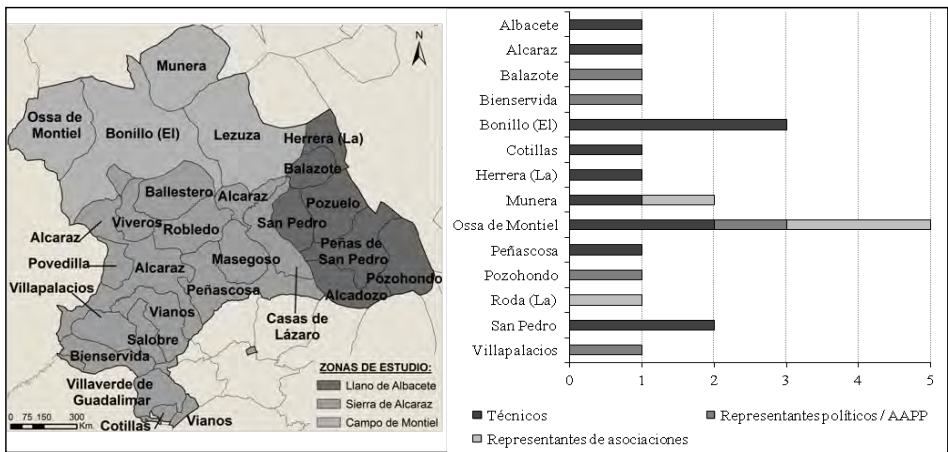 N
Munera
Ossa de
Montiel
Bonillo (El)
Lezuza
Herrera (La)
Balazote
Ballestero
Alcaraz
Pozuelo
San Pedro
Viveros
Robledo
Alcaraz
Peñas de
San Pedro
Povedilla
Alcaraz
Masegoso
Pozohondo
Villapalacios
Peñascosa
Alcadozo
Vianos
Casas de
Lázaro
Salobre
Bienservida
Villaverde de
Guadalimar
Cotillas
Vianos
0 75 150 300
Km.
ZONAS DE ESTUDIO:
Llano de Albacete
Sierra de Alcaraz
Campo de Montiel
Albacete
Alcaraz
Balazote
Bienservida
Bonillo (El)
Cotillas
Herrera (La)
Munera
Ossa de Montiel
Peñascosa
Pozohondo
Roda (La)
San Pedro
Villapalacios
0 1 2 3 4 5
Técnicos
Representantes políticos / AAPP
Representantes de asociaciones